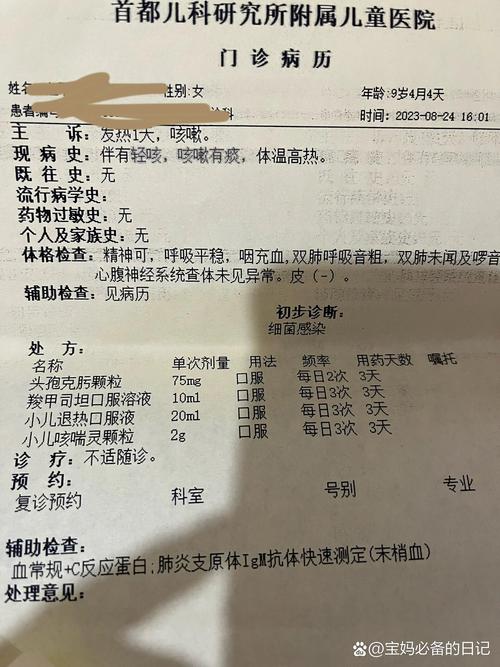 首都儿科研究所附属儿童医院
门诊病历
姓名 性别:女 年龄:9岁4月4天
患者编号 科 时间:2023-08-24 16:01
主 诉:发热1天,咳嗽。
现 病 史:伴有轻咳,咳嗽有痰,体温高热。
既 往 史:无
流行病学史:
药物过敏史:无
个人及家族史:无
体格检查:精神可,呼吸平稳,咽充血,双肺呼吸音粗,双肺未闻及啰音
心腹神经系统查体未见异常。皮(-)。
辅助检查:见病历
初步诊断:
细菌感染
处 方:
名称 单次剂量 用法 频率 用药天数 嘱托
头孢克肟颗粒 75mg 口服 每日2次 3天
羧甲司坦口服溶液 10ml 口服 每日3次 3天
小儿退热口服液 20ml 口服 每日3次 3天
小儿咳喘灵颗粒 2g 口服 每日3次 3天
诊 疗:不适随诊。
预 约:
复诊预约 科室 号别 专业
辅助检查:
血常规+C反应蛋白;肺炎支原体IgM抗体快速测定(末梢血)
处理意见:
@宝妈必备的日记